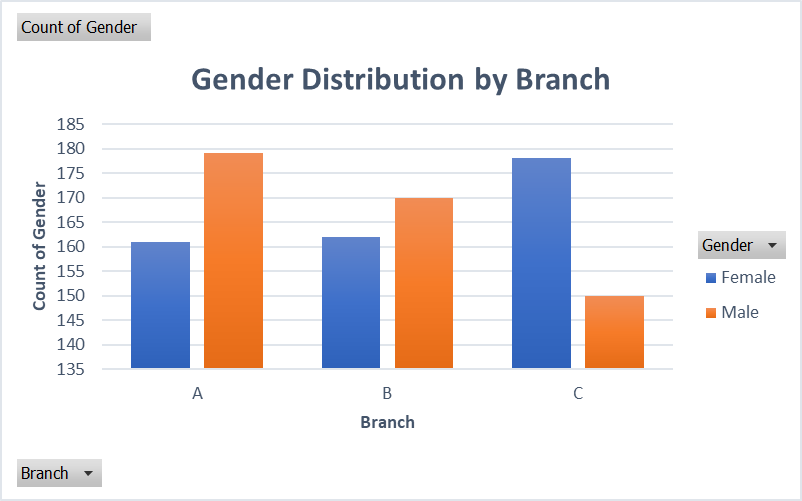 Count of Gender
Gender Distribution by Branch
185
180
175
170
165
160
155
150
145
140
135
Count of Gender
A
B
C
Branch
Gender
Female
Male
Branch